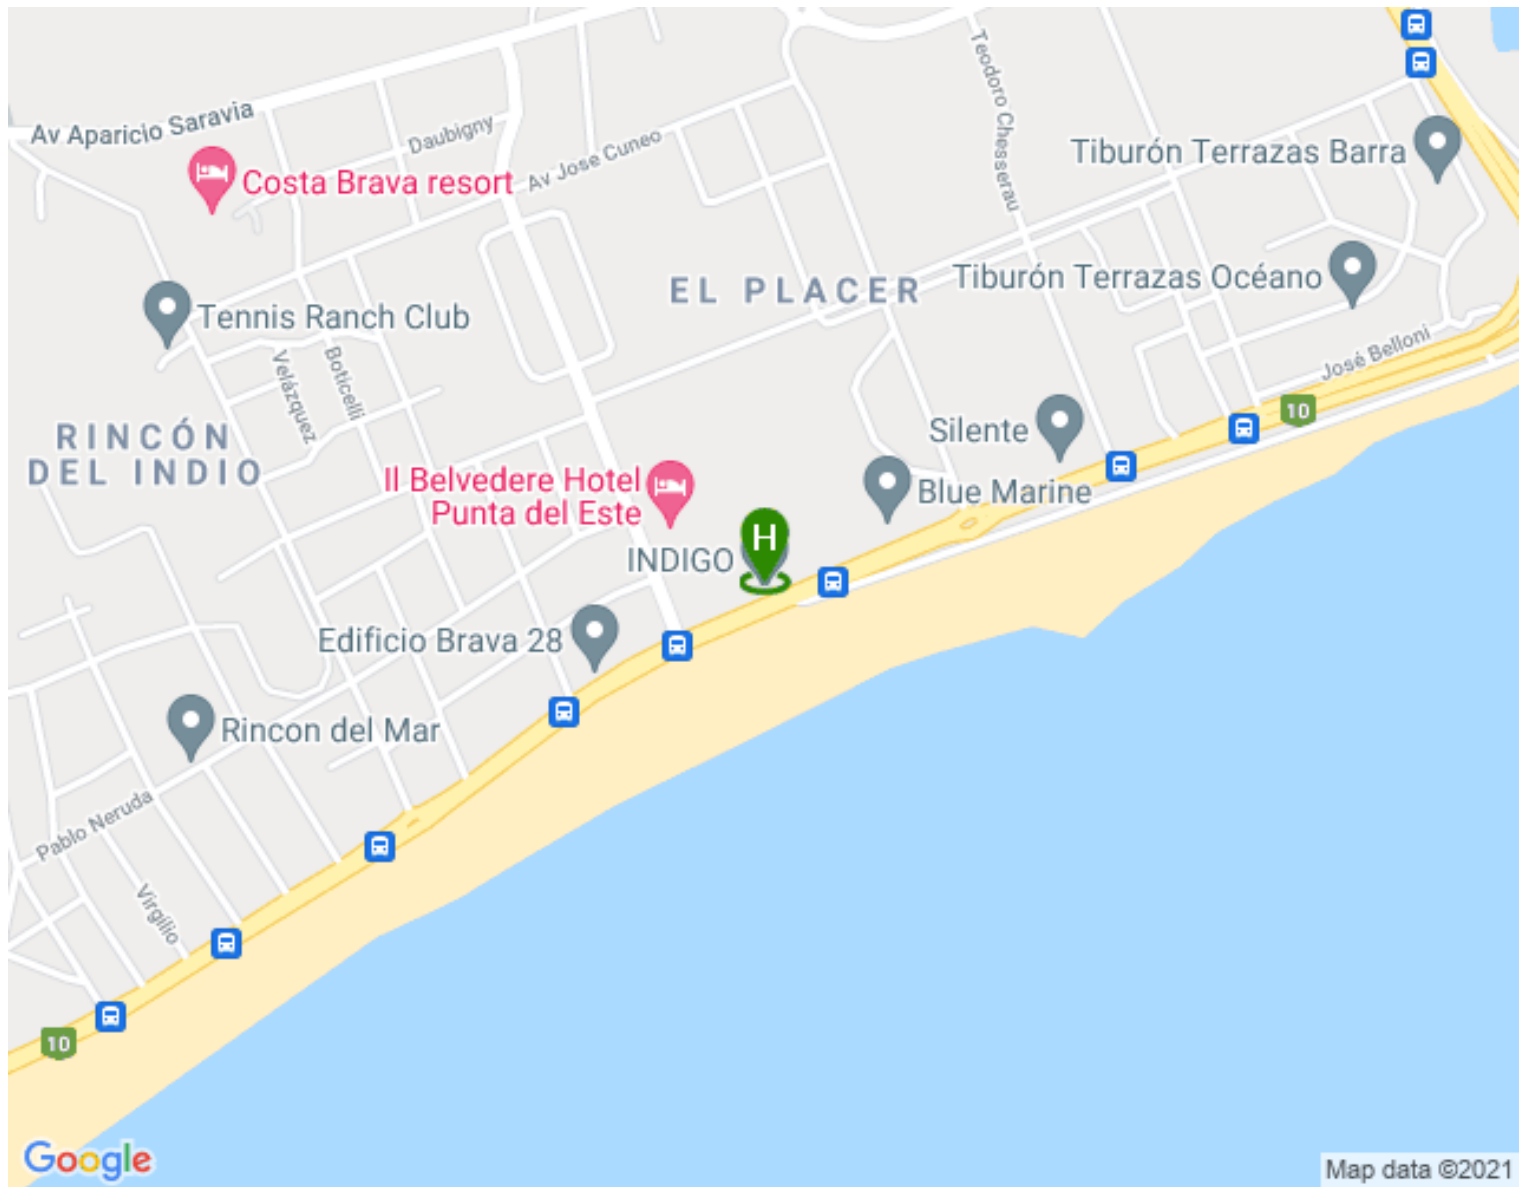 Teodoro Chesserau
Av Aparicio Saravia
Daubigny
Av Jose Cuneo
Tiburón Terrazas Barra
Costa Brava resort
EL PLACER
Tiburón Terrazas Océano
Tennis Ranch Club
Velázquez
Boticelli
José Belloni
10
RINCÓN
DEL INDIO
Silente
Il Belvedere Hotel
Punta del Este
Blue Marine
H
INDIGO
Edificio Brava 28
Rincon del Mar
Pablo Neruda
Virgilio
10
Google
Map data ©2021